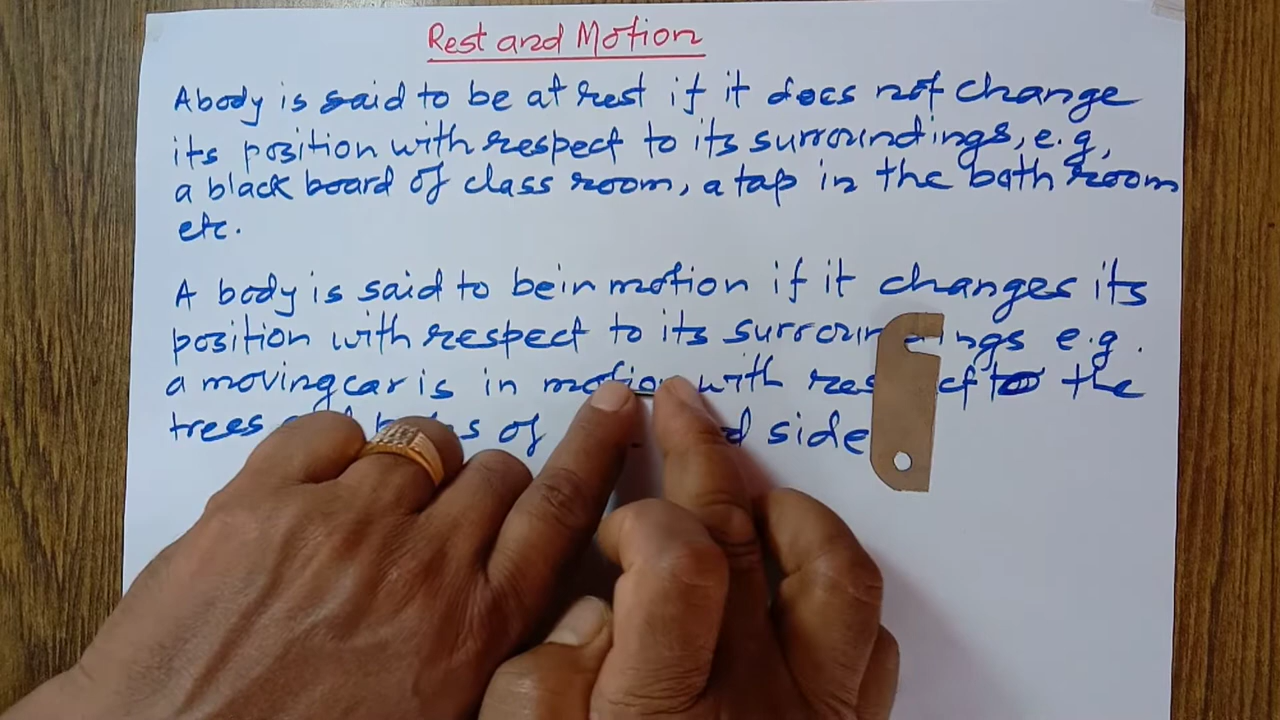 Rest and Motion
A body is said to be at rest if it does not change
its position with respect to its surroundings, e.g,
a black board of class room, a tap in the bath room
etc.
A body is said to be in motion if it changes its
position with respect to its e.g.
a moving car is in with the
trees of side